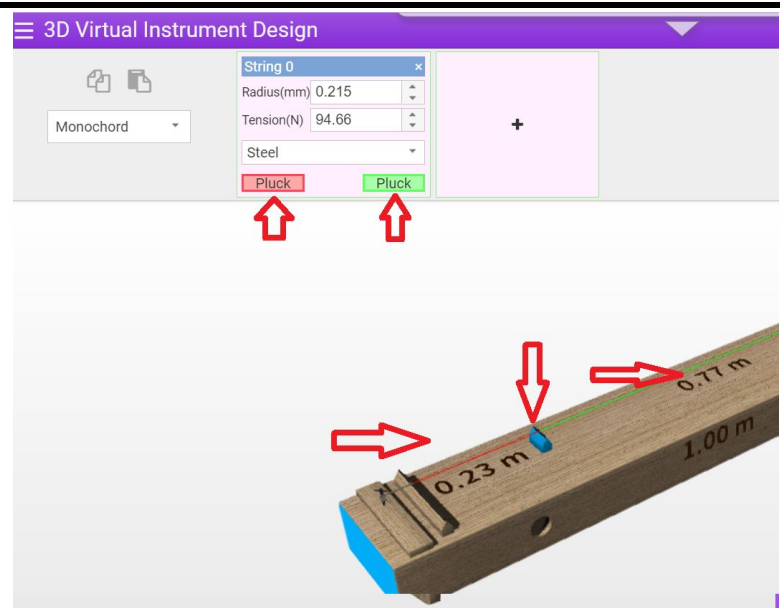 3D Virtual Instrument Design
Monochord
String 0 ×
Radius(mm) 0.215
Tension(N) 94.66
Steel
Pluck Pluck
+
0.77 m
0.23 m
1.00 m